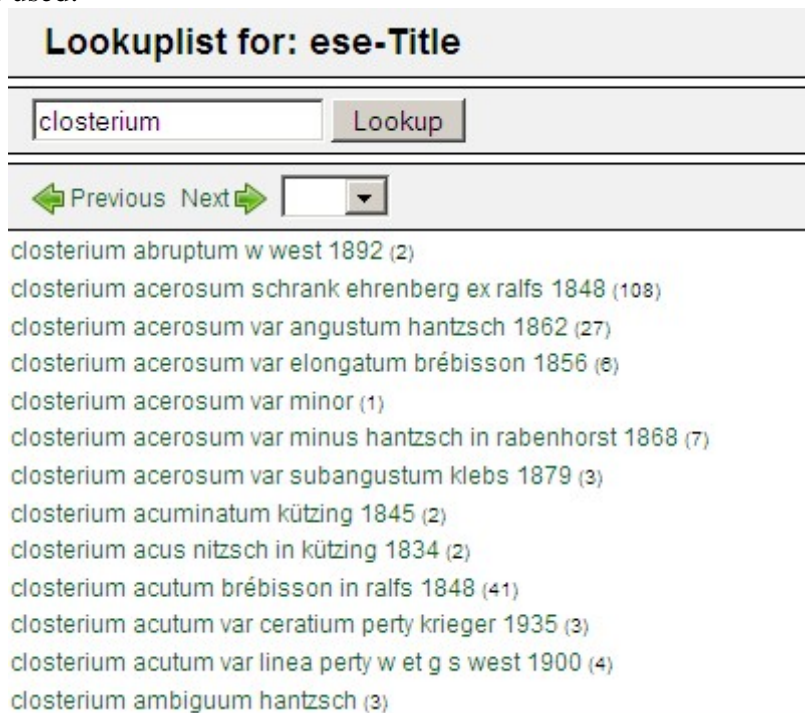 used.
Lookuplist for: ese-Title
closterium Lookup
Previous Next
closterium abruptum w west 1892 (2)
closterium acerosum schrank ehrenberg ex ralfs 1848 (108)
closterium acerosum var angustum hantzsch 1862 (27)
closterium acerosum var elongatum brébisson 1856 (6)
closterium acerosum var minor (1)
closterium acerosum var minus hantzsch in rabenhorst 1868 (7)
closterium acerosum var subangustum klebs 1879 (3)
closterium acuminatum kützing 1845 (2)
closterium acus nitzsch in kützing 1834 (2)
closterium acutum brébisson in ralfs 1848 (41)
closterium acutum var ceratium perty krieger 1935 (3)
closterium acutum var linea perty w et g s west 1900 (4)
closterium ambiguum hantzsch (3)